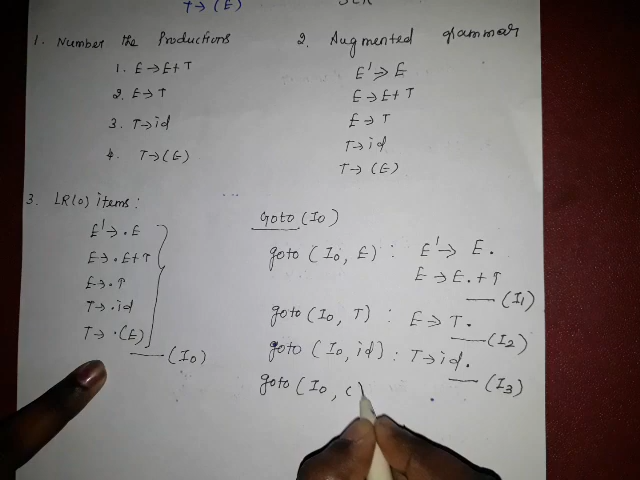 T→(E) SLR
1. Number the Productions
1. E→E+T
2. E→T
3. T→id
4. T→(E)
2. Augmented grammar
E'→E
E→E+T
E→T
T→id
T→(E)
3. LR(0) items:
E'→.E
E→.E+T
E→.T
T→.id
T→.(E)
(I0)
Goto (I0)
goto (I0, E) : E'→ E.
E→ E.+T
(I1)
goto (I0, T) : E→ T.
(I2)
goto (I0, id) : T→id.
(I3)
goto (I0, ()